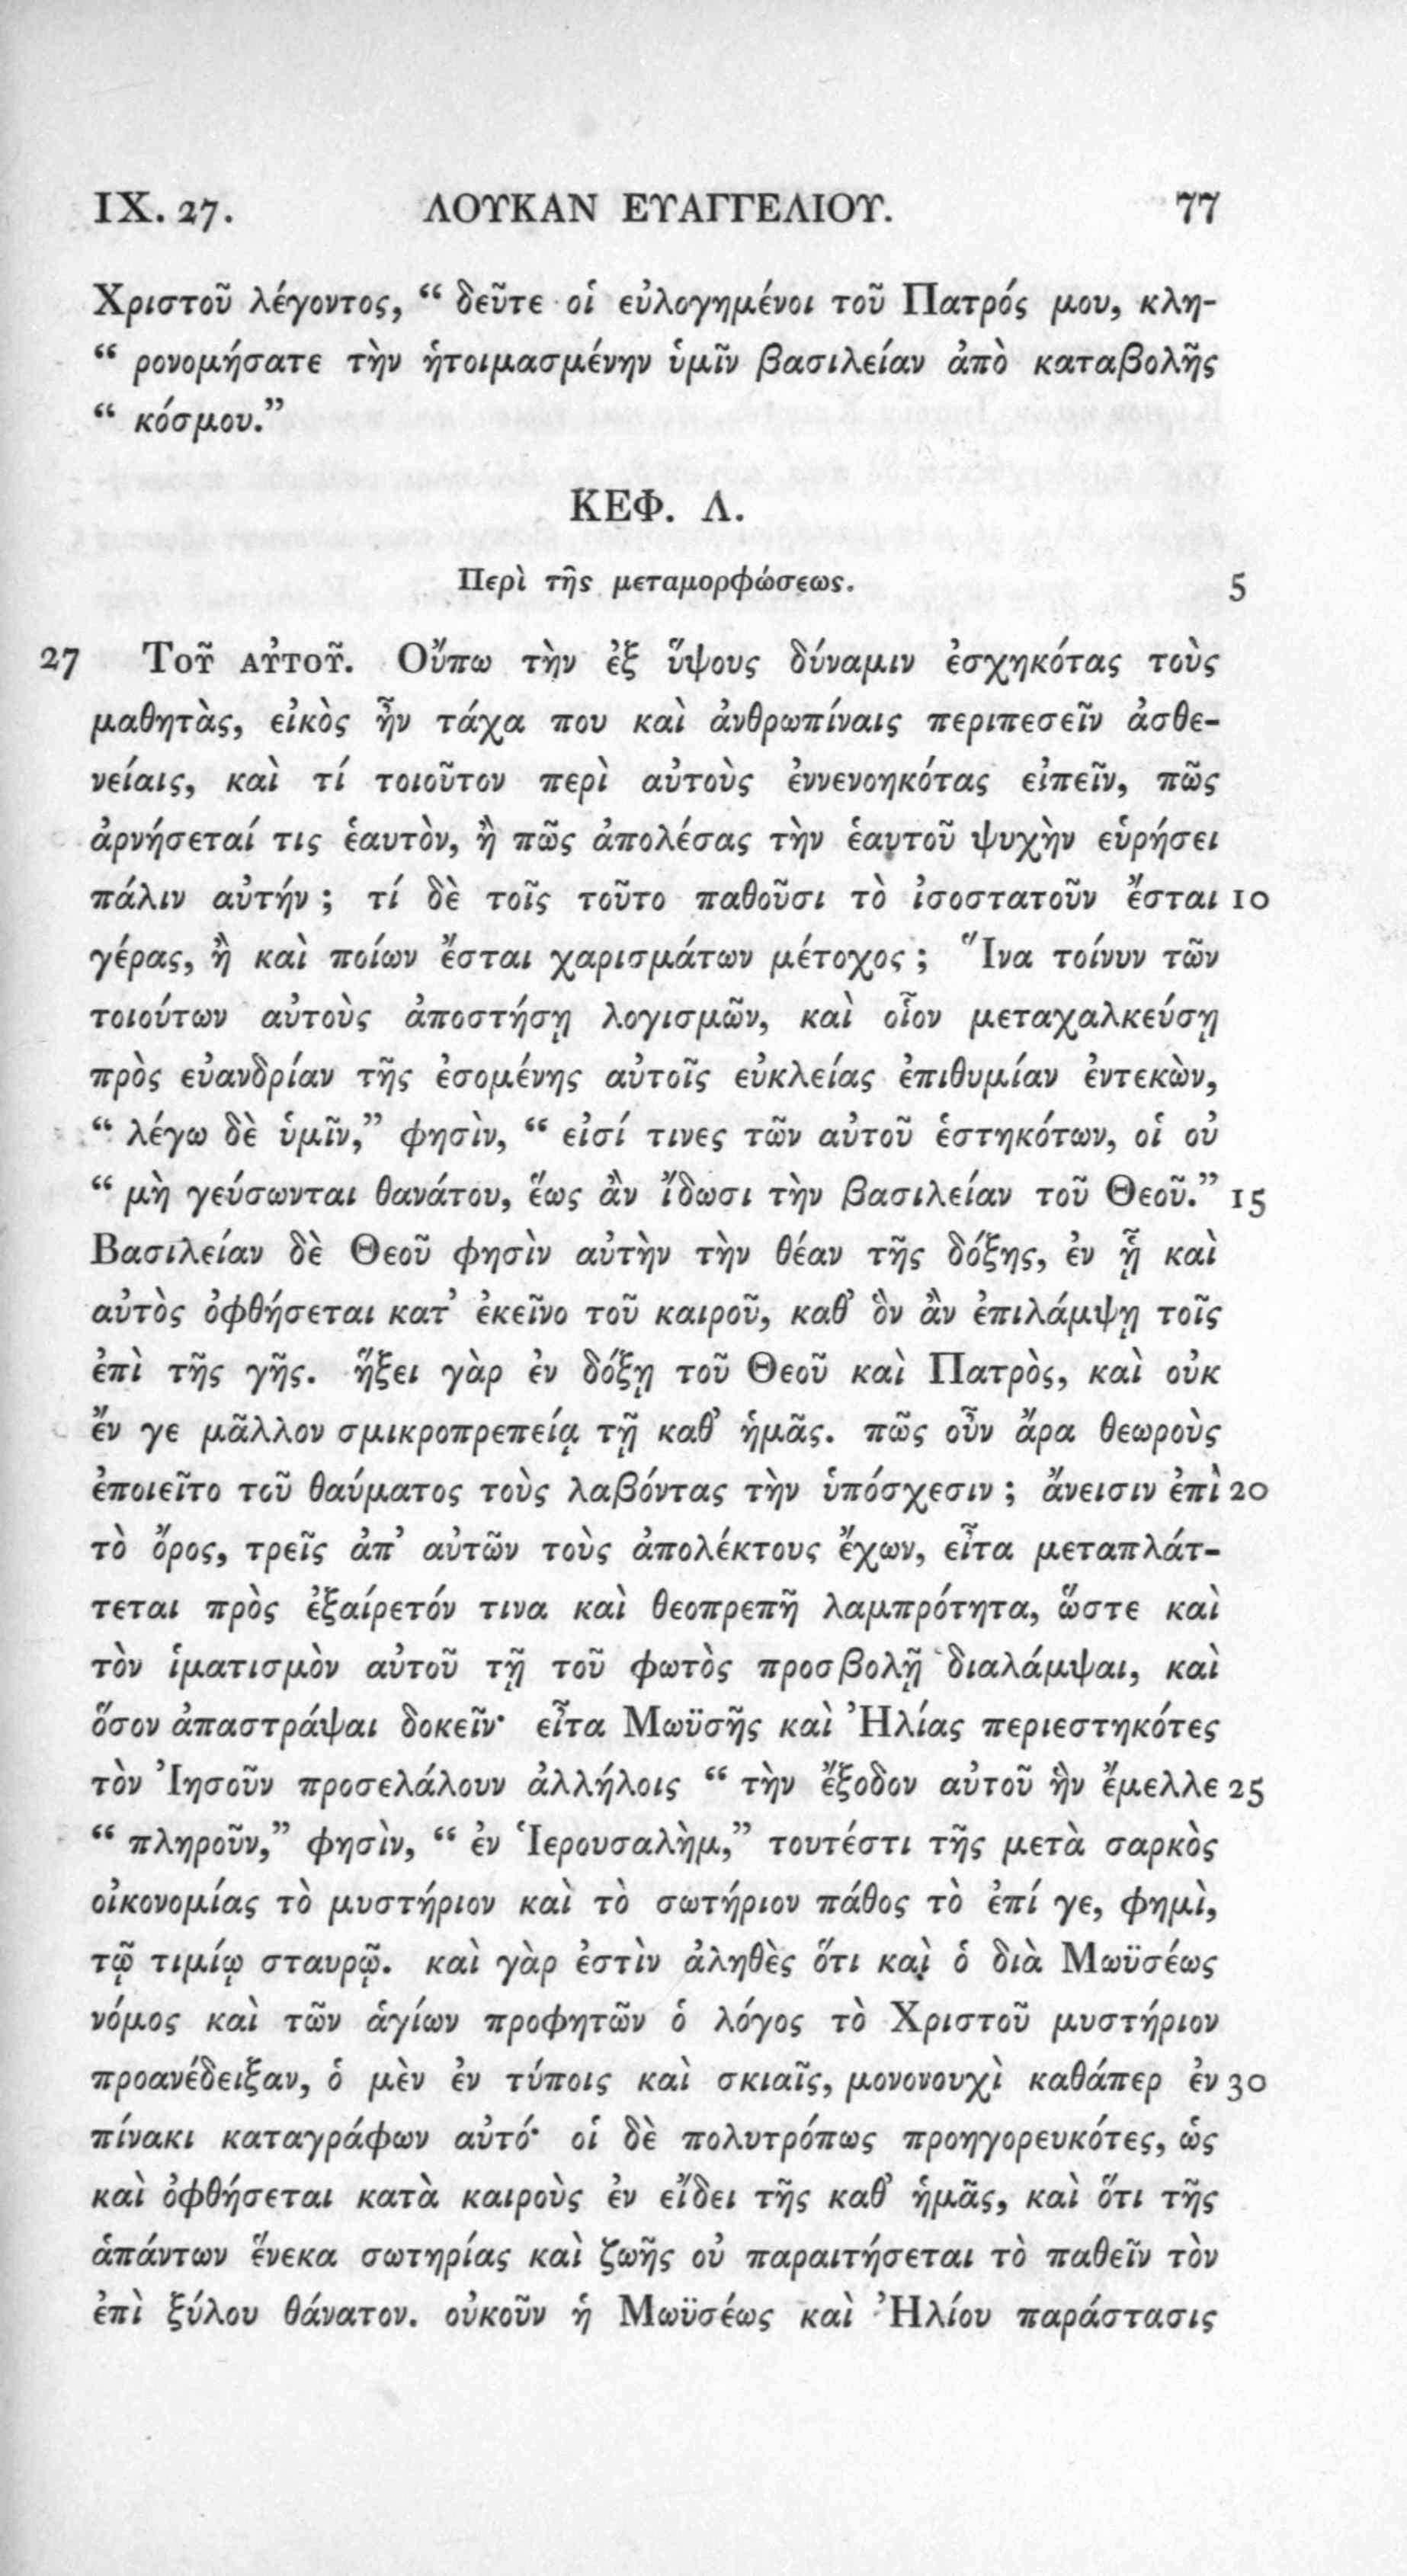 IX. 27. ΛΟΥΚΑΝ ΕΥΑΓΓΕΛΙΟΥ. 77
Χριστοῦ λέγοντος, “ δεῦτε οἱ εὐλογημένοι τοῦ Πατρός μου, κλη-
“ ρονομήσατε τὴν ἡτοιμασμένην ὑμῖν βασιλείαν ἀπὸ καταβολῆς
“ κόσμου.”
ΚΕΦ. Λ.
Περὶ τῆς μεταμορφώσεως. 5
27 Τοῦ αὐτοῦ. Οὔπω τὴν ἐξ ὕψους δύναμιν ἐσχηκότας τοὺς
μαθητὰς, εἰκὸς ἦν τάχα που καὶ ἀνθρωπίναις περιπεσεῖν ἀσθε-
νείαις, καὶ τί τοιοῦτον περὶ αὐτοὺς ἐννενοηκότας εἰπεῖν, πῶς
ἀρνήσεταί τις ἑαυτὸν, ἢ πῶς ἀπολέσας τὴν ἑαυτοῦ ψυχὴν εὑρήσει
πάλιν αὐτήν ; τί δὲ τοῖς τοῦτο παθοῦσι τὸ ἰσοστατοῦν ἔσται 10
γέρας, ἢ καὶ ποίων ἔσται χαρισμάτων μέτοχος ; Ἵνα τοίνυν τῶν
τοιούτων αὐτοὺς ἀποστήσῃ λογισμῶν, καὶ οἷον μεταχαλκεύσῃ
πρὸς εὐανδρίαν τῆς ἐσομένης αὐτοῖς εὐκλείας ἐπιθυμίαν ἐντεκὼν,
“ λέγω δὲ ὑμῖν,” φησὶν, “ εἰσί τινες τῶν αὐτοῦ ἑστηκότων, οἱ οὐ
“ μὴ γεύσωνται θανάτου, ἕως ἂν ἴδωσι τὴν βασιλείαν τοῦ Θεοῦ.” 15
Βασιλείαν δὲ Θεοῦ φησὶν αὐτὴν τὴν θέαν τῆς δόξης, ἐν ᾗ καὶ
αὐτὸς ὀφθήσεται κατ’ ἐκεῖνο τοῦ καιροῦ, καθ’ ὃν ἂν ἐπιλάμψῃ τοῖς
ἐπὶ τῆς γῆς. ἥξει γὰρ ἐν δόξῃ τοῦ Θεοῦ καὶ Πατρὸς, καὶ οὐκ
ἔν γε μᾶλλον σμικροπρεπείᾳ τῇ καθ’ ἡμᾶς. πῶς οὖν ἄρα θεωροὺς
ἐποιεῖτο τοῦ θαύματος τοὺς λαβόντας τὴν ὑπόσχεσιν ; ἄνεισιν ἐπὶ 20
τὸ ὄρος, τρεῖς ἀπ’ αὐτῶν τοὺς ἀπολέκτους ἔχων, εἶτα μεταπλάτ-
τεται πρὸς ἐξαίρετόν τινα καὶ θεοπρεπῆ λαμπρότητα, ὥστε καὶ
τὸν ἱματισμὸν αὐτοῦ τῇ τοῦ φωτὸς προσβολῇ διαλάμψαι, καὶ
ὅσον ἀπαστράψαι δοκεῖν· εἶτα Μωϋσῆς καὶ Ἠλίας περιεστηκότες
τὸν Ἰησοῦν προσελάλουν ἀλλήλοις “ τὴν ἔξοδον αὐτοῦ ἣν ἔμελλε 25
“ πληροῦν,” φησὶν, “ ἐν Ἱερουσαλὴμ,” τουτέστι τῆς μετὰ σαρκὸς
οἰκονομίας τὸ μυστήριον καὶ τὸ σωτήριον πάθος τὸ ἐπί γε, φημὶ,
τῷ τιμίῳ σταυρῷ. καὶ γὰρ ἐστὶν ἀληθὲς ὅτι καὶ ὁ διὰ Μωϋσέως
νόμος καὶ τῶν ἁγίων προφητῶν ὁ λόγος τὸ Χριστοῦ μυστήριον
προανέδειξαν, ὁ μὲν ἐν τύποις καὶ σκιαῖς, μονονουχὶ καθάπερ ἐν 30
πίνακι καταγράφων αὐτό· οἱ δὲ πολυτρόπως προηγορευκότες, ὡς
καὶ ὀφθήσεται κατὰ καιροὺς ἐν εἴδει τῆς καθ’ ἡμᾶς, καὶ ὅτι τῆς
ἁπάντων ἕνεκα σωτηρίας καὶ ζωῆς οὐ παραιτήσεται τὸ παθεῖν τὸν
ἐπὶ ξύλου θάνατον. οὐκοῦν ἡ Μωϋσέως καὶ Ἠλίου παράστασις